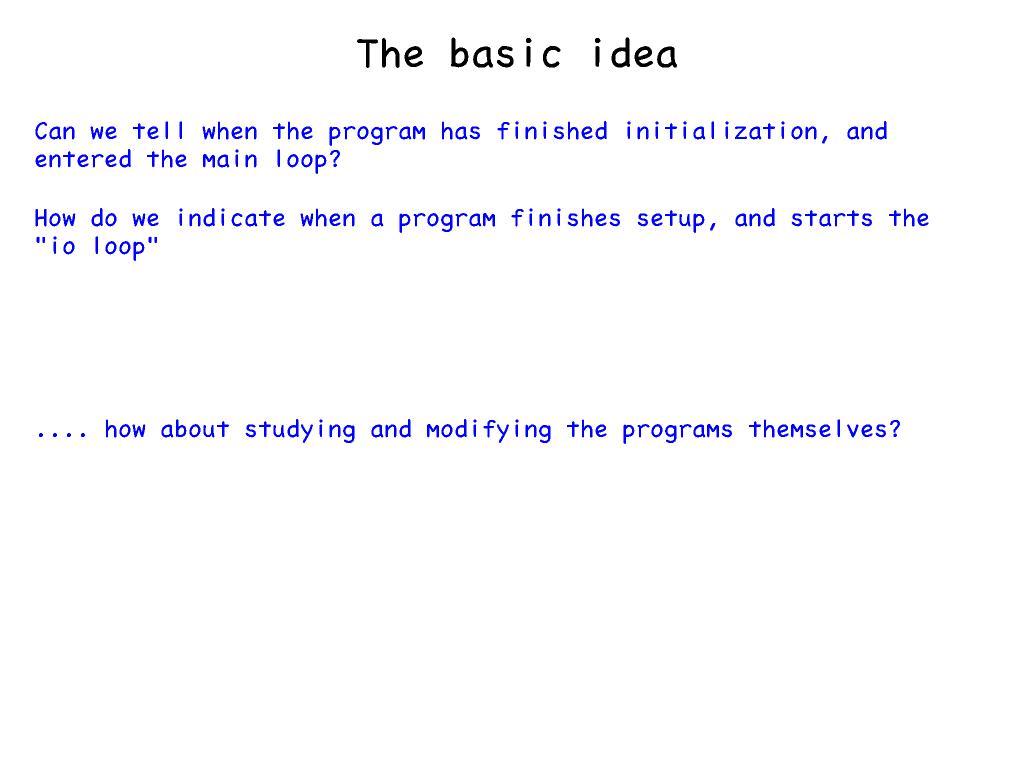 The basic idea
Can we tell when the program has finished initialization, and
entered the main loop?
How do we indicate when a program finishes setup, and starts the
"io loop"
.... how about studying and modifying the programs themselves?